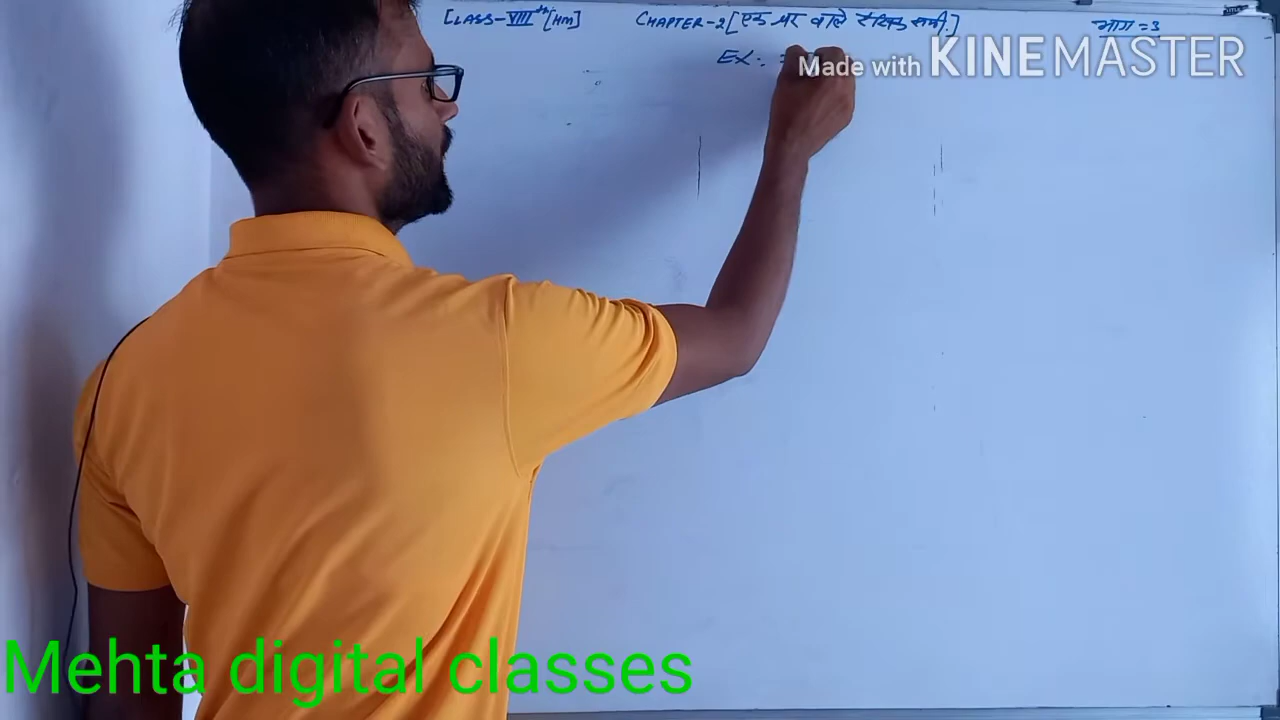 CLASS-VIIIth [HM] CHAPTER-2 [एक चर वाले रैखिक समी.] भाग = 3
Ex:.
Made with KINEMASTER
Mehta digital classes